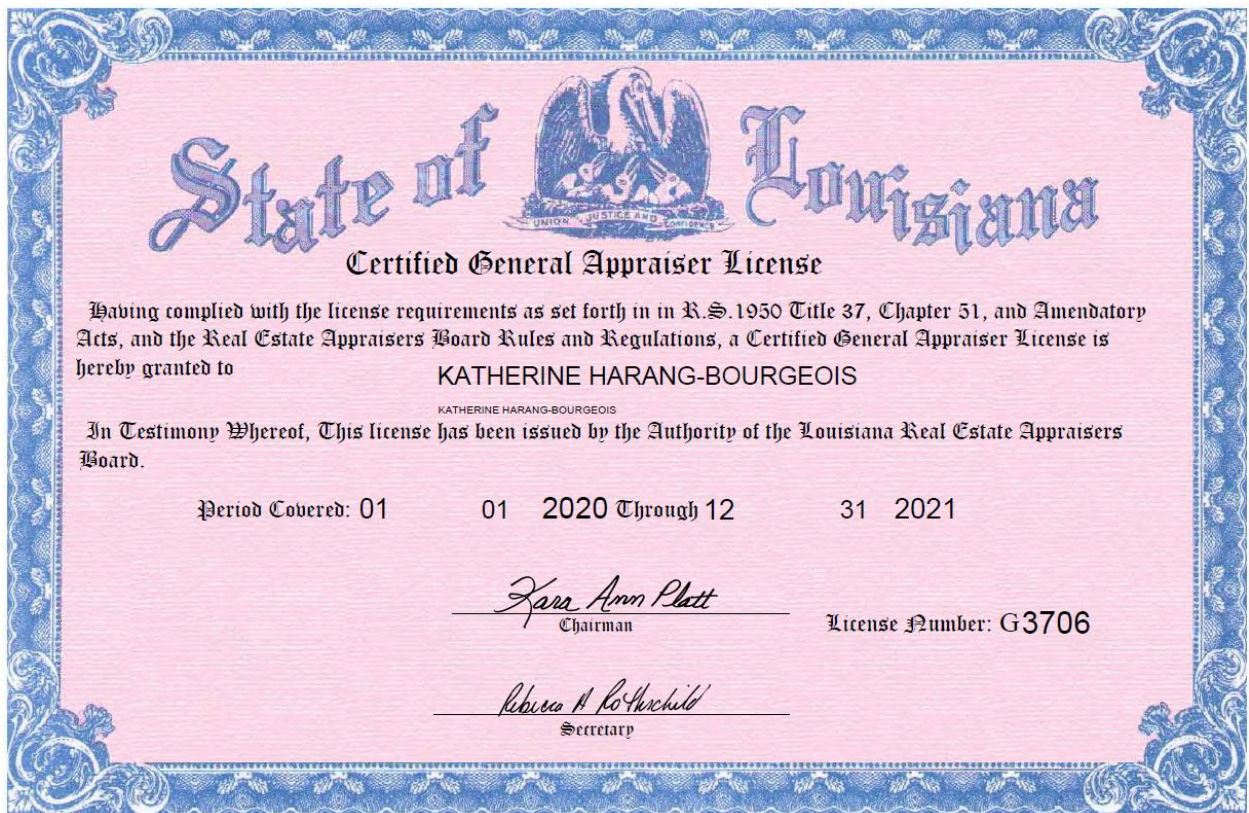 State of Louisiana
UNION JUSTICE AND CONFIDENCE
Certified General Appraiser License
Having complied with the license requirements as set forth in in R.S.1950 Title 37, Chapter 51, and Amendatory
Acts, and the Real Estate Appraisers Board Rules and Regulations, a Certified General Appraiser License is
hereby granted to KATHERINE HARANG-BOURGEOIS
KATHERINE HARANG-BOURGEOIS
In Testimony Whereof, This license has been issued by the Authority of the Louisiana Real Estate Appraisers
Board.
Period Covered: 01 01 2020 Through 12 31 2021
Kara Ann Platt
Chairman
License Number: G3706
Rebecca A Rothschild
Secretary